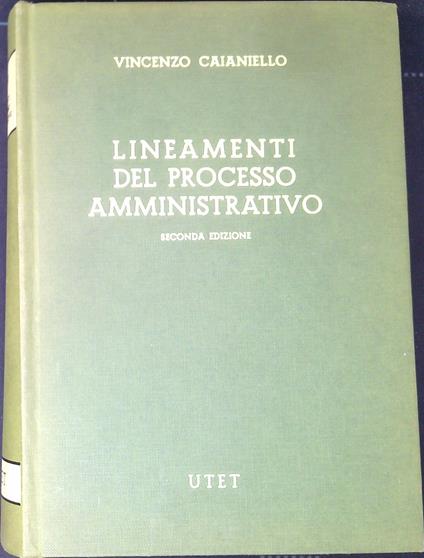 VINCENZO CAIANIELLO
LINEAMENTI
DEL PROCESSO
AMMINISTRATIVO
SECONDA EDIZIONE
UTET